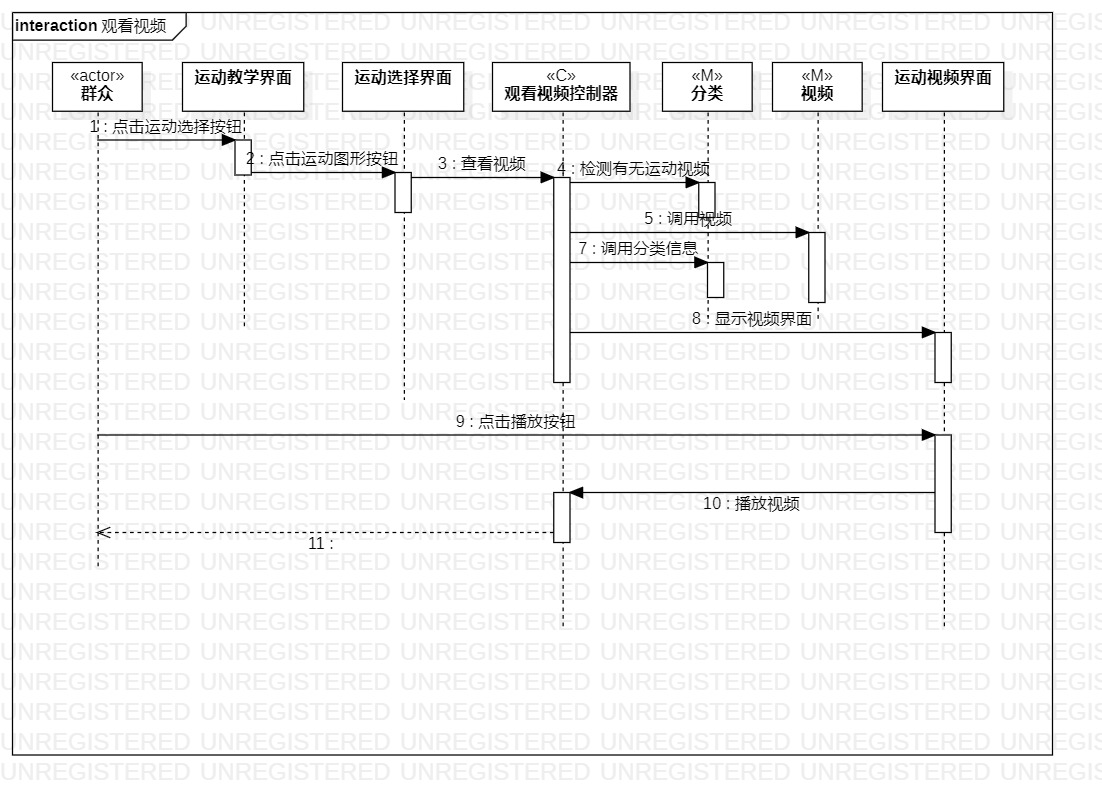 interaction 观看视频
«actor»
群众
运动教学界面
运动选择界面
«C»
观看视频控制器
«M»
分类
«M»
视频
运动视频界面
1 : 点击运动选择按钮
2 : 点击运动图形按钮
3 : 查看视频
4 : 检测有无运动视频
5 : 调用视频
7 : 调用分类信息
8 : 显示视频界面
9 : 点击播放按钮
10 : 播放视频
11 :
UNREGISTERED